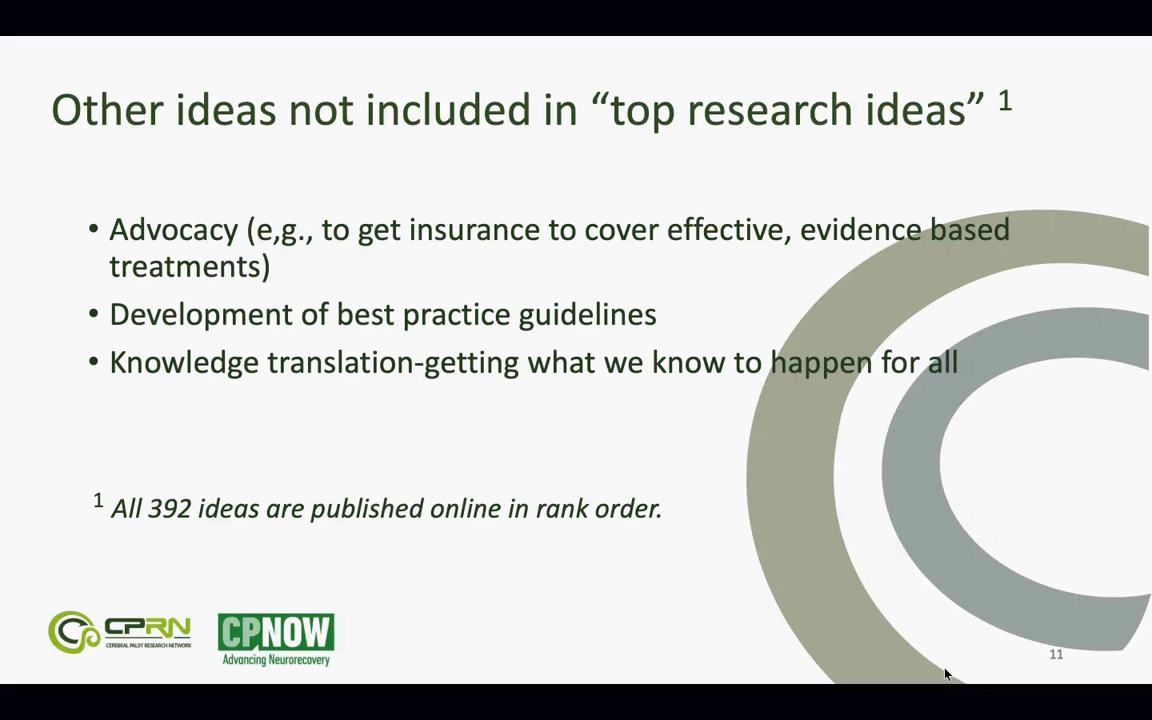 Other ideas not included in “top research ideas” 1
• Advocacy (e,g., to get insurance to cover effective, evidence based
treatments)
• Development of best practice guidelines
• Knowledge translation-getting what we know to happen for all
1 All 392 ideas are published online in rank order.
CPRN
CEREBRAL PALSY RESEARCH NETWORK
CPNOW
Advancing Neurorecovery
11